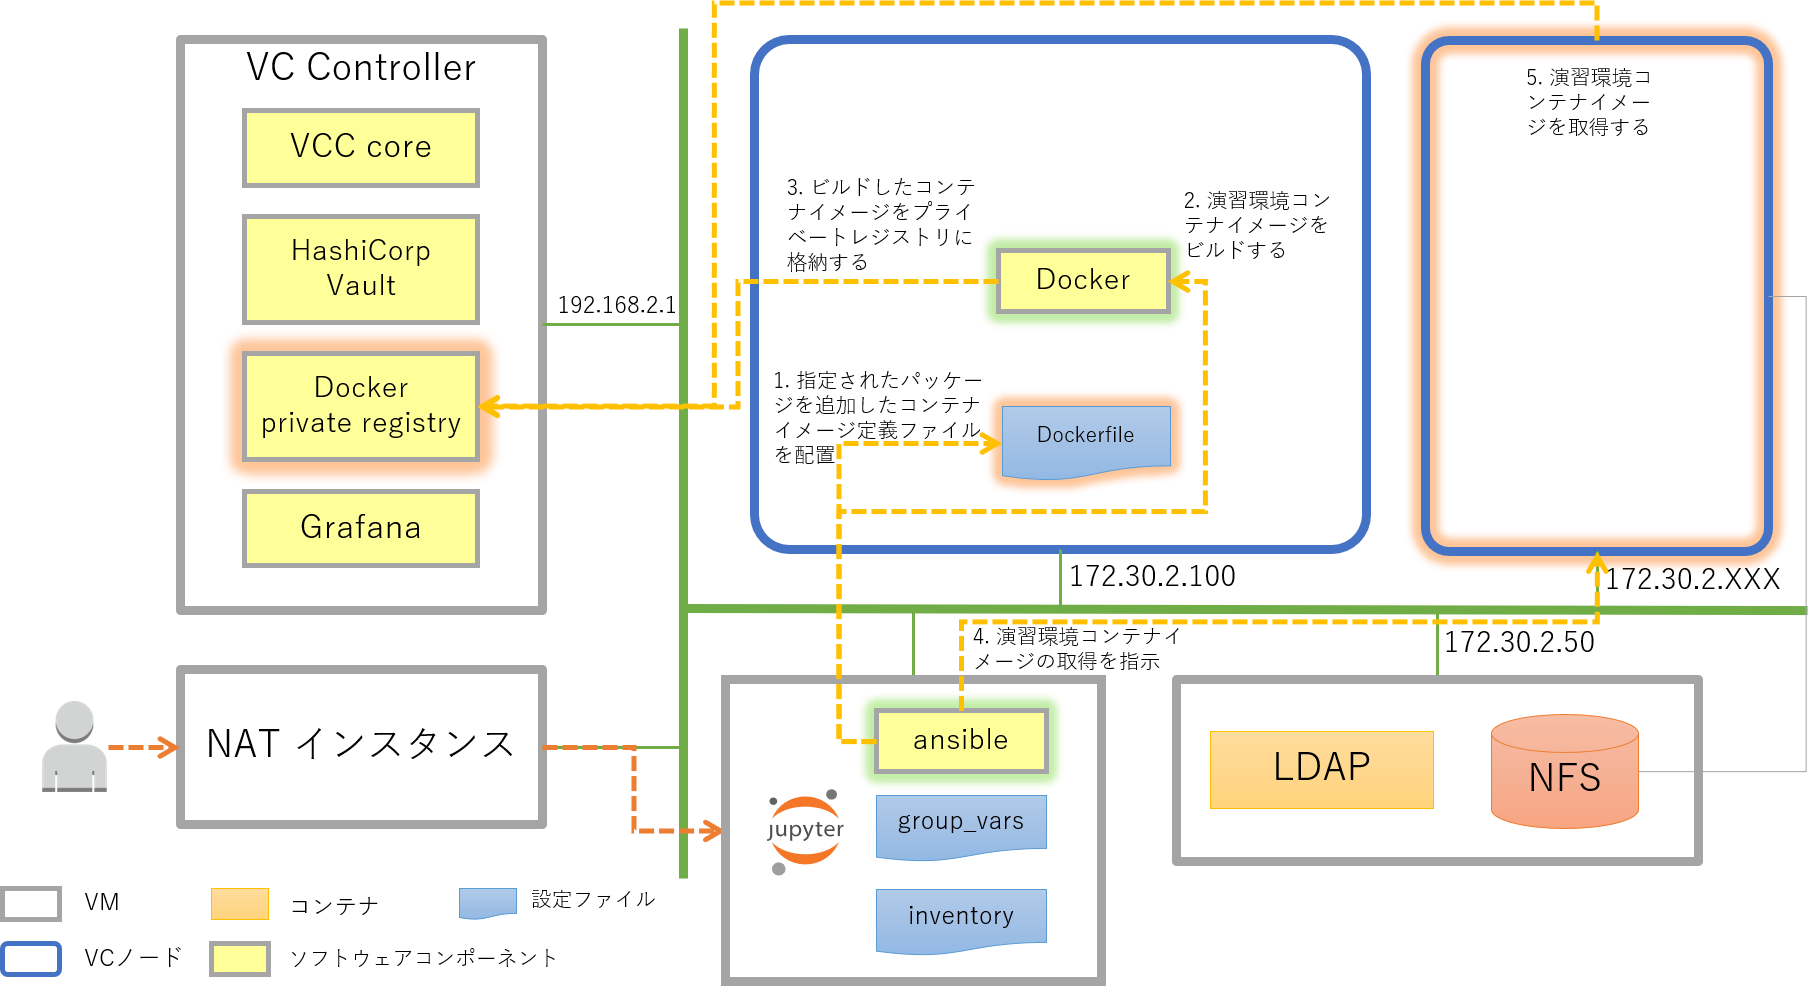 VC Controller
VCC core
HashiCorp
Vault
Docker
private registry
Grafana
192.168.2.1
3. ビルドしたコンテ
ナイメージをプライ
ベートレジストリに
格納する
2. 演習環境コン
テナイメージを
ビルドする
Docker
1. 指定されたパッケー
ジを追加したコンテナ
イメージ定義ファイル
を配置
Dockerfile
5. 演習環境コ
ンテナイメー
ジを取得する
172.30.2.100
172.30.2.XXX
4. 演習環境コンテナイ
メージの取得を指示
172.30.2.50
NAT インスタンス
ansible
jupyter
group_vars
inventory
LDAP
NFS
VM
コンテナ
設定ファイル
VCノード
ソフトウェアコンポーネント